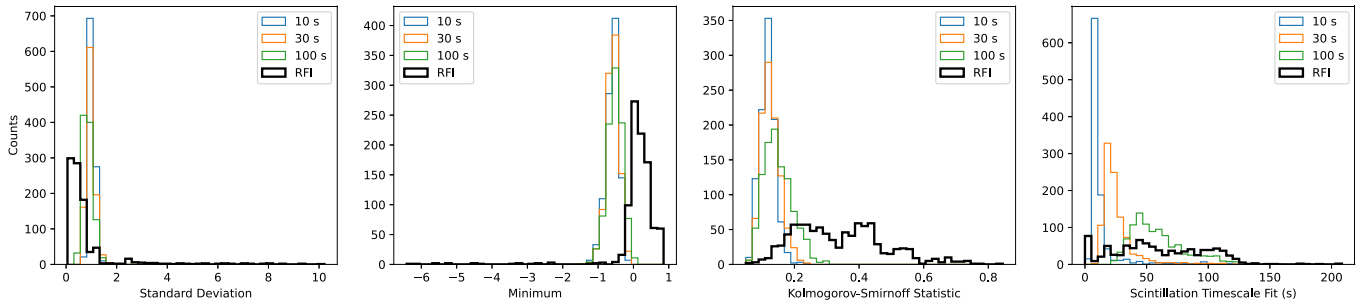 Counts
700
600
500
400
300
200
100
0
0 2 4 6 8 10
Standard Deviation
10 s
30 s
100 s
RFI
400
350
300
250
200
150
100
50
0
−6 −5 −4 −3 −2 −1 0 1
Minimum
10 s
30 s
100 s
RFI
350
300
250
200
150
100
50
0
0.2 0.4 0.6 0.8
Kolmogorov–Smirnoff Statistic
10 s
30 s
100 s
RFI
600
500
400
300
200
100
0
0 50 100 150 200
Scintillation Timescale Fit (s)
10 s
30 s
100 s
RFI